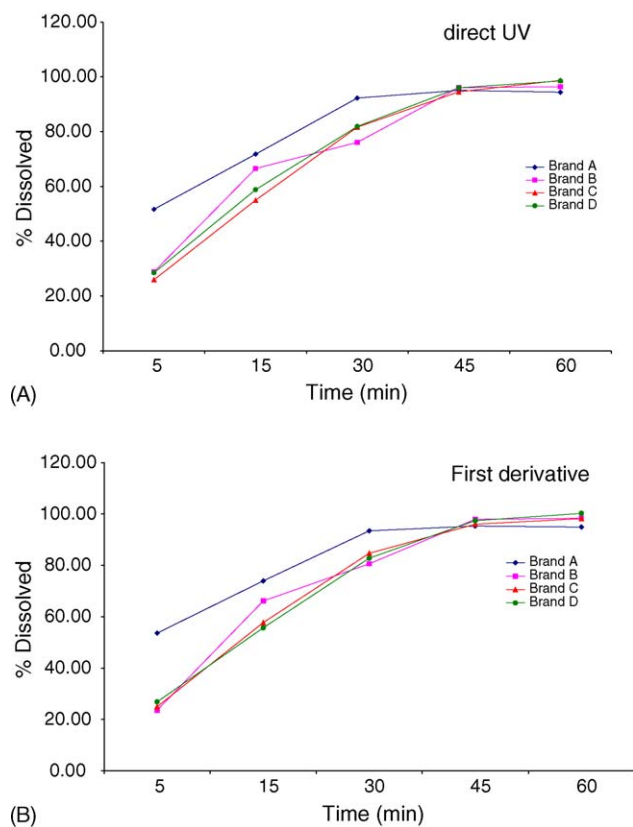 direct UV
120.00
100.00
80.00
60.00
40.00
20.00
0.00
% Dissolved
Brand A
Brand B
Brand C
Brand D
5 15 30 45 60
Time (min)
(A)
First derivative
120.00
100.00
80.00
60.00
40.00
20.00
0.00
% Dissolved
Brand A
Brand B
Brand C
Brand D
5 15 30 45 60
Time (min)
(B)